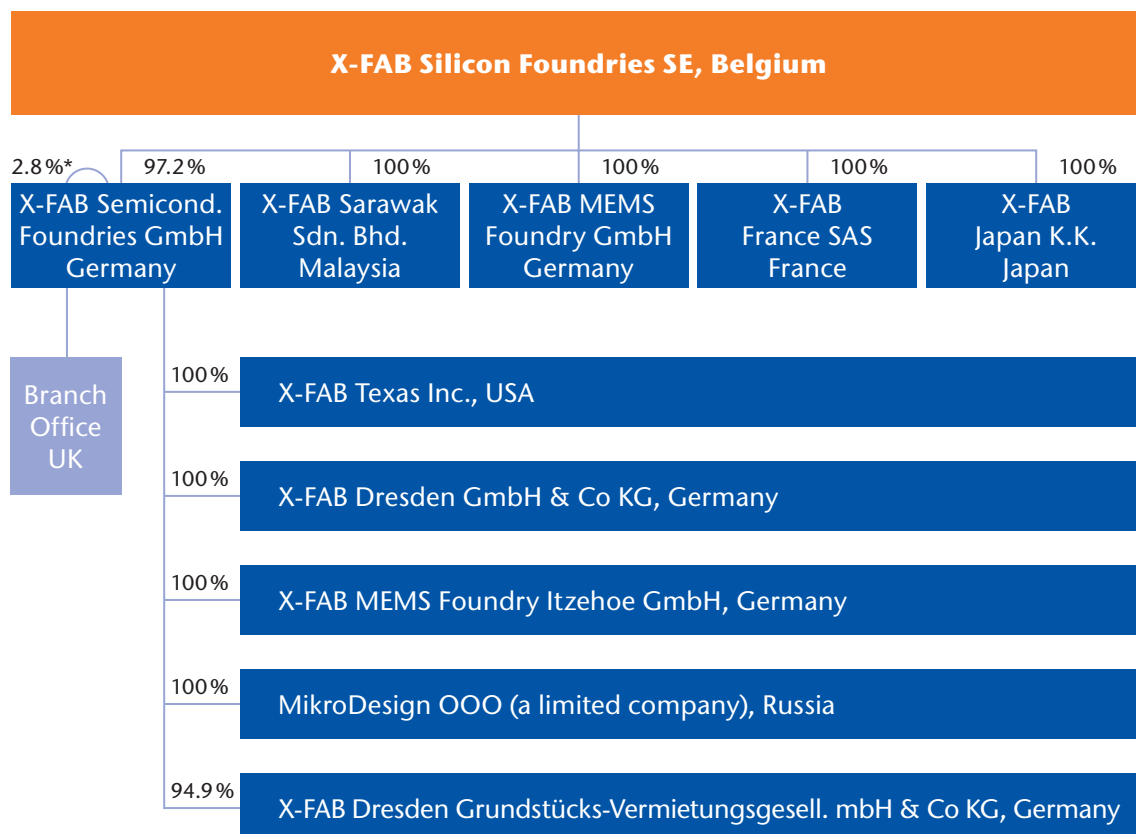 X-FAB Silicon Foundries SE, Belgium
2.8 %* 97.2 % 100 % 100 % 100 % 100 %
X-FAB Semicond.
Foundries GmbH
Germany
X-FAB Sarawak
Sdn. Bhd.
Malaysia
X-FAB MEMS
Foundry GmbH
Germany
X-FAB
France SAS
France
X-FAB
Japan K.K.
Japan
Branch
Office
UK
100 %
X-FAB Texas Inc., USA
100 %
X-FAB Dresden GmbH & Co KG, Germany
100 %
X-FAB MEMS Foundry Itzehoe GmbH, Germany
100 %
MikroDesign OOO (a limited company), Russia
94.9 %
X-FAB Dresden Grundstücks-Vermietungsgesell. mbH & Co KG, Germany